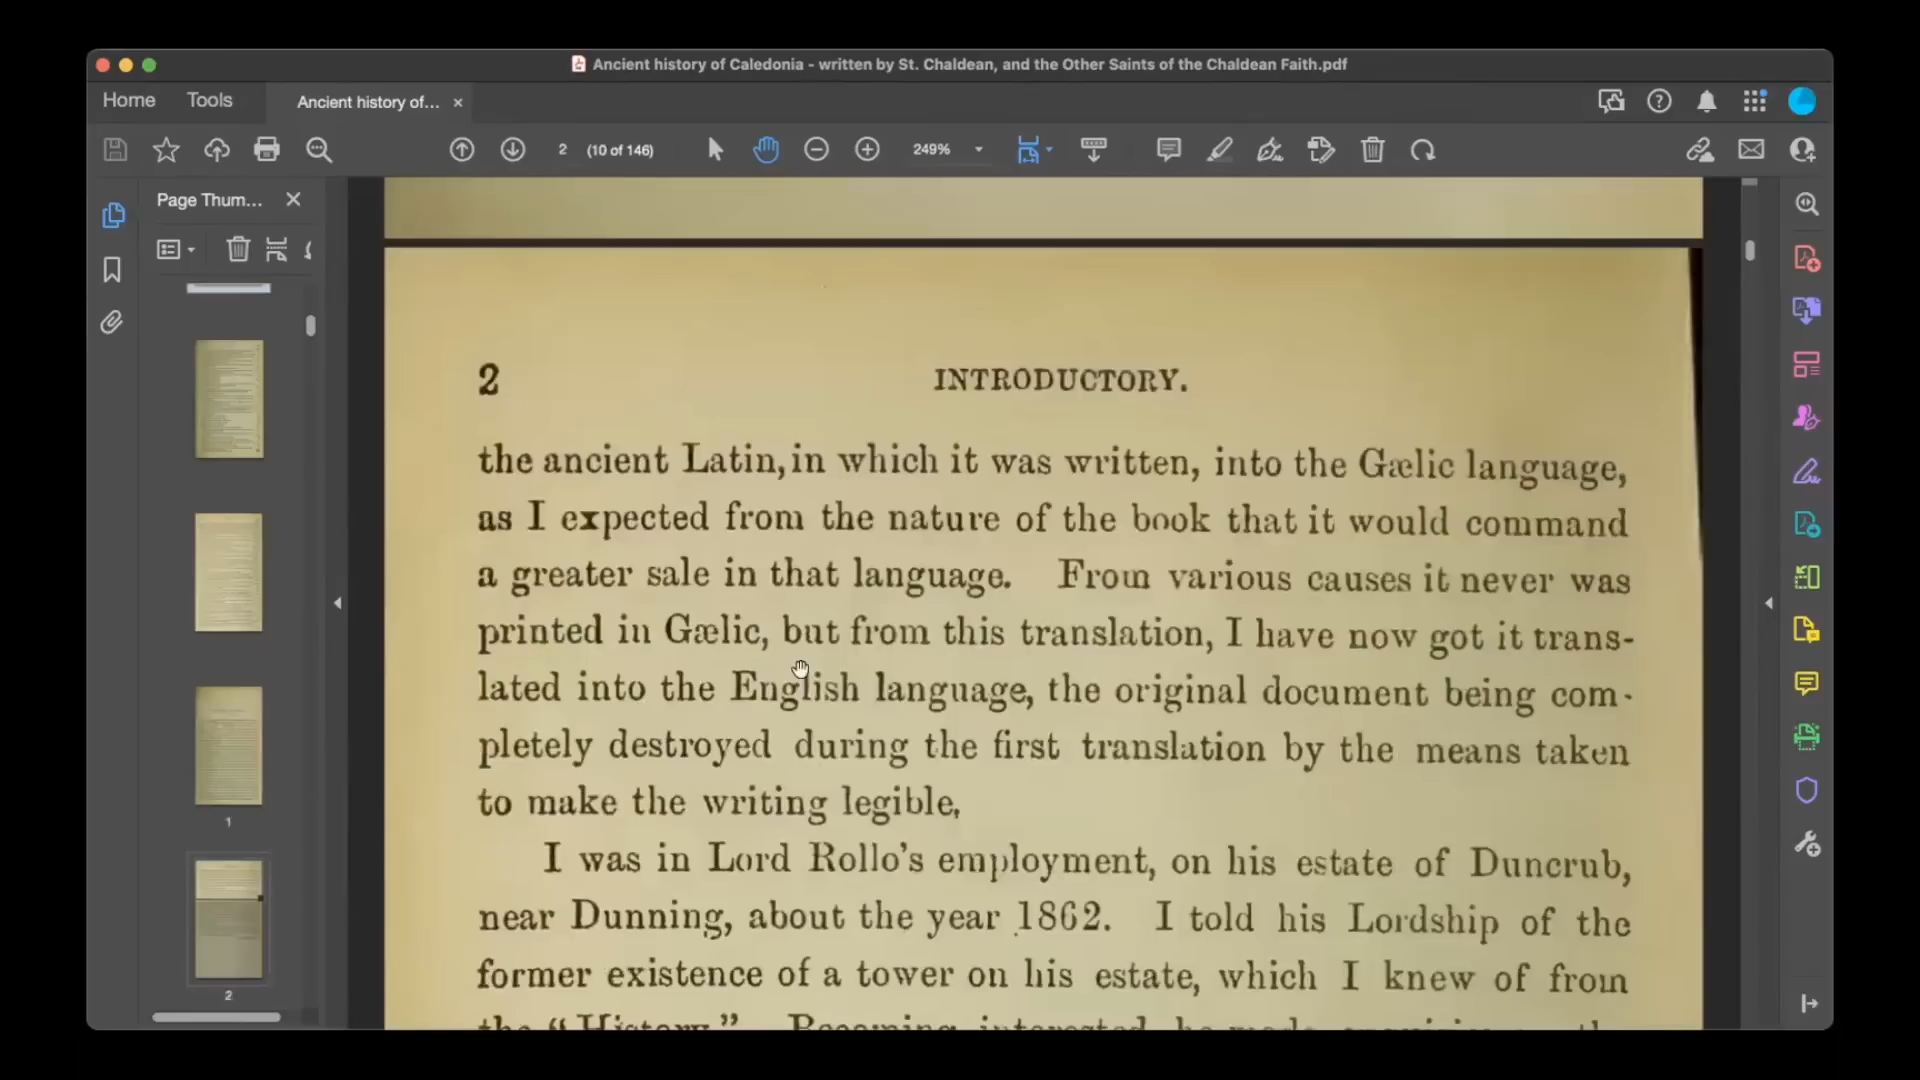 Ancient history of Caledonia - written by St. Chaldean, and the Other Saints of the Chaldean Faith.pdf
Home Tools Ancient history of...
2 (10 of 146) 249%
Page Thum...
1
2
2 INTRODUCTORY.
the ancient Latin, in which it was written, into the Gælic language,
as I expected from the nature of the book that it would command
a greater sale in that language. From various causes it never was
printed in Gælic, but from this translation, I have now got it trans-
lated into the English language, the original document being com-
pletely destroyed during the first translation by the means taken
to make the writing legible,
I was in Lord Rollo's employment, on his estate of Duncrub,
near Dunning, about the year 1862. I told his Lordship of the
former existence of a tower on his estate, which I knew of from
the "History." Becoming interested, he made